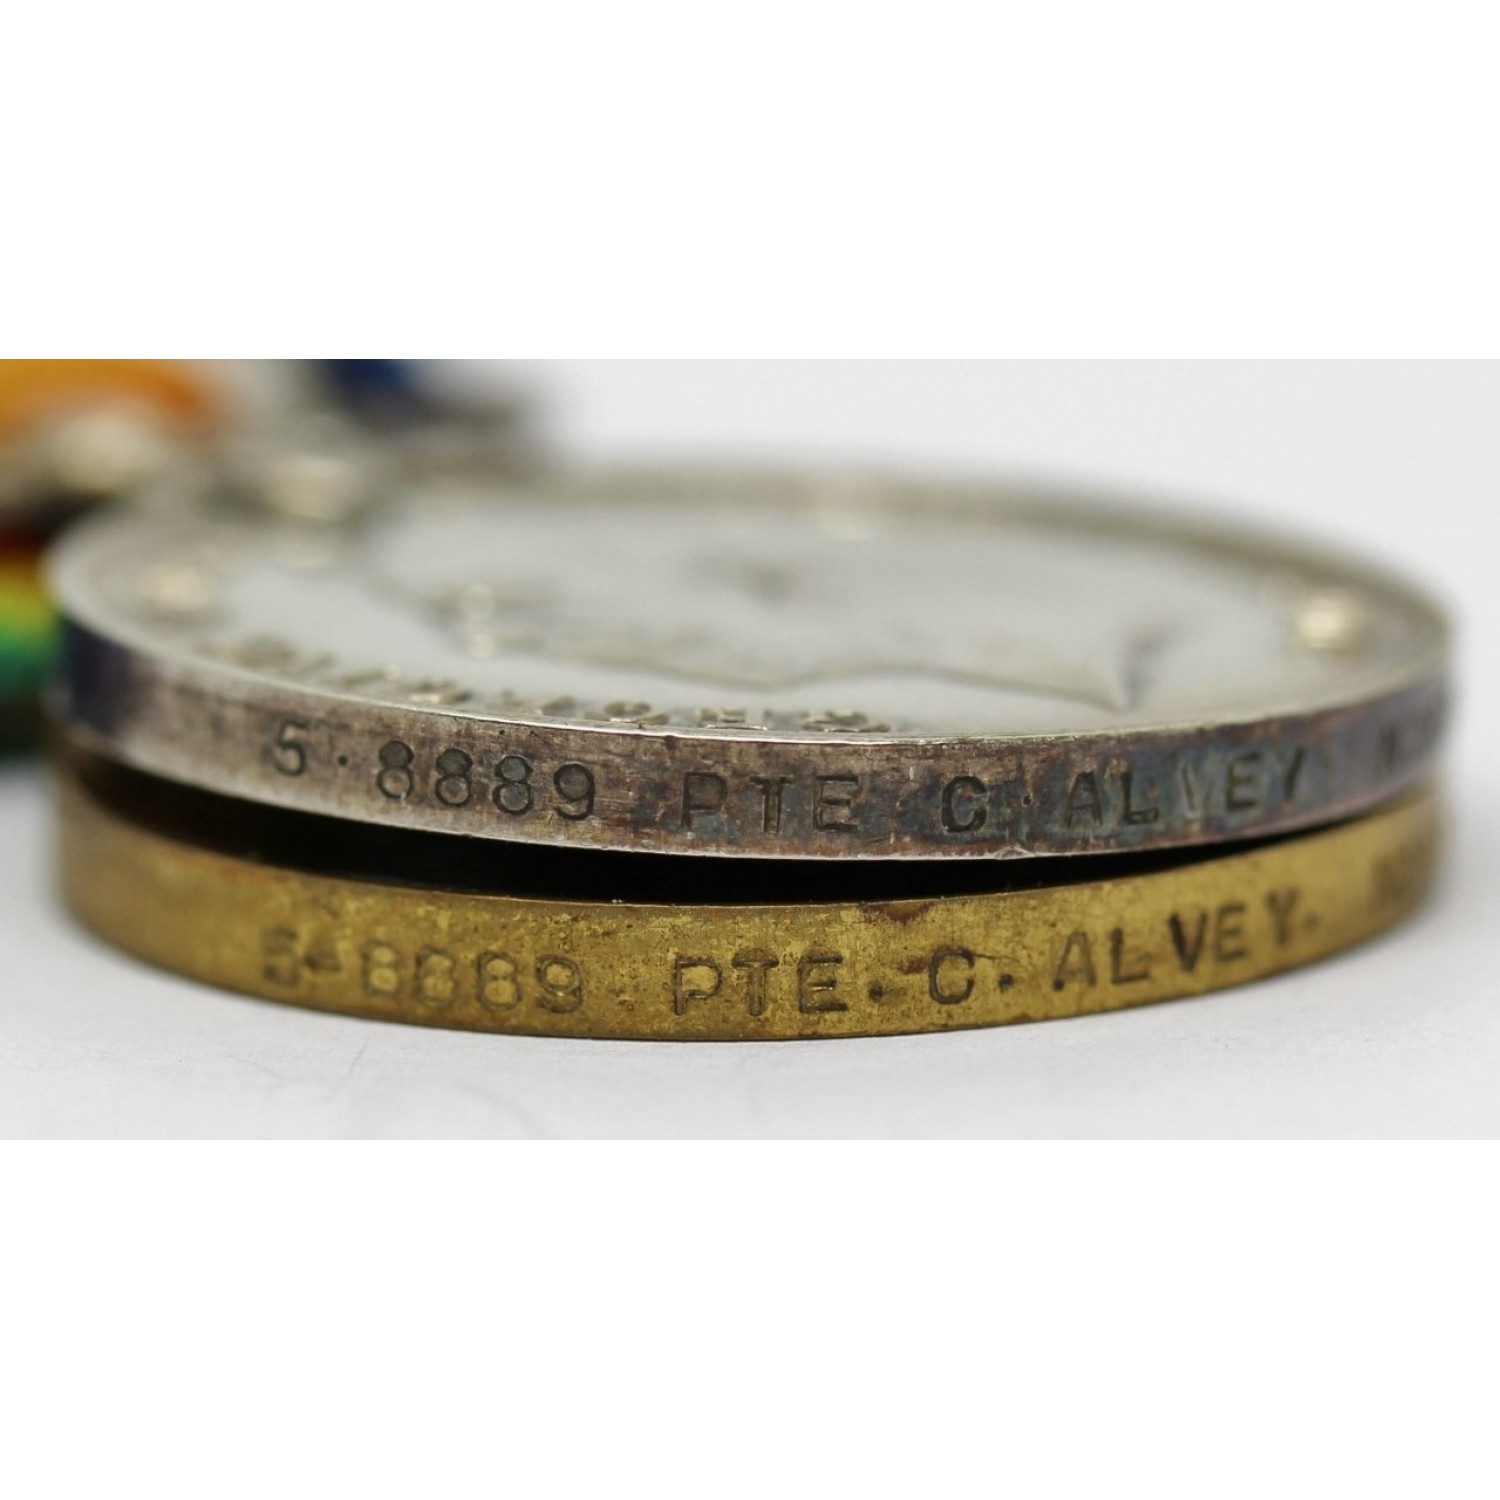 5·8889 PTE C·ALVEY
5-8889 PTE. C. ALVEY.